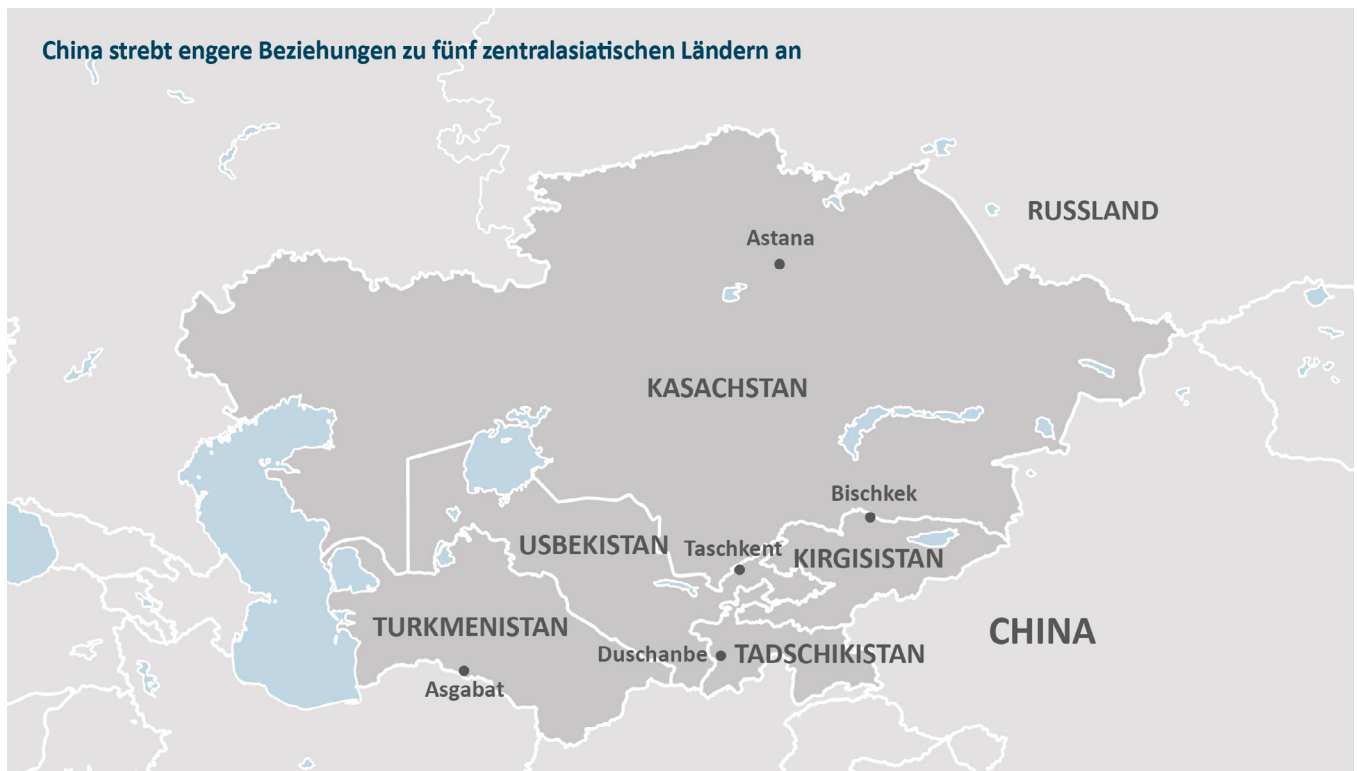 China strebt engere Beziehungen zu fünf zentralasiatischen Ländern an
RUSSLAND
Astana
KASACHSTAN
Bischkek
USBEKISTAN
Taschkent
KIRGISISTAN
TURKMENISTAN
CHINA
Duschanbe
TADSCHIKISTAN
Asgabat